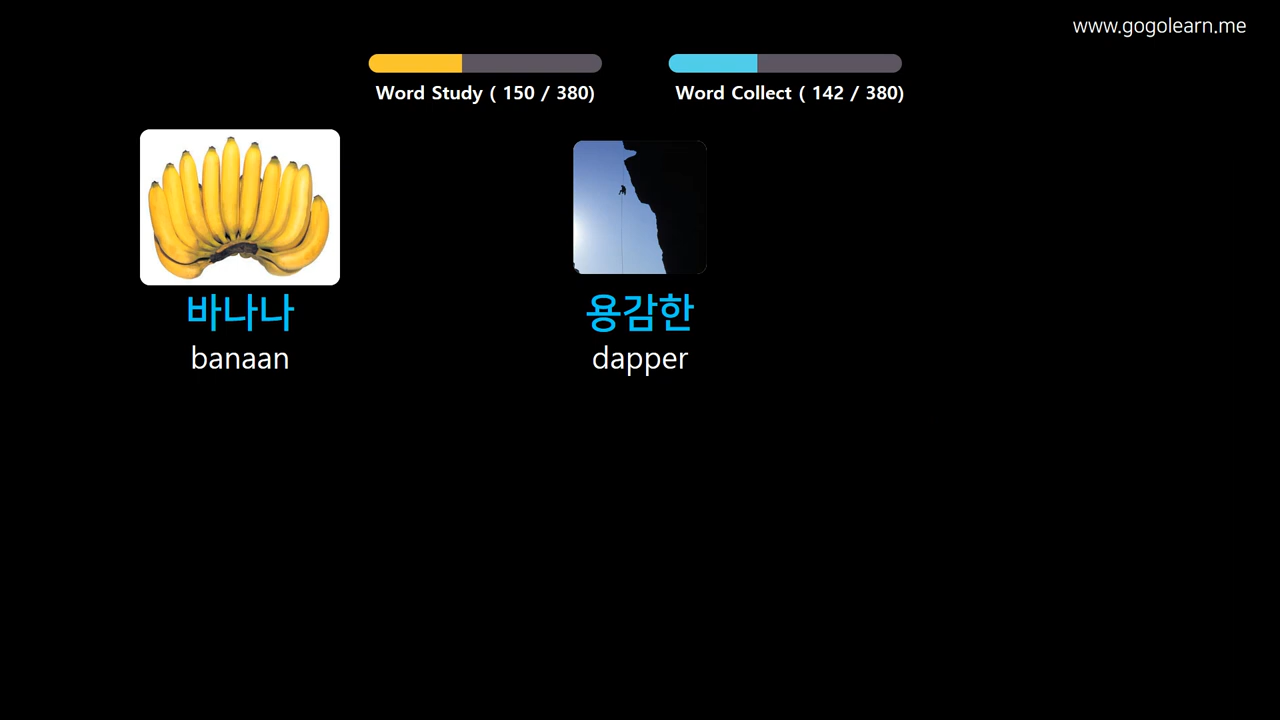 www.gogolearn.me
Word Study ( 150 / 380)
Word Collect ( 142 / 380)
바나나
banaan
용감한
dapper